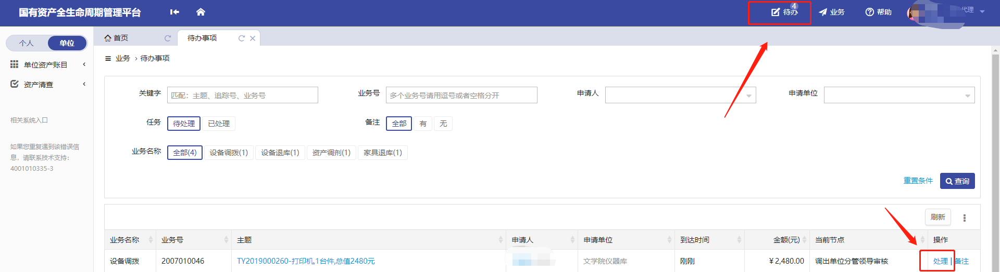 国有资产全生命周期管理平台
待办 4
业务
帮助
代理
个人
单位
首页
待办事项
单位资产账目
资产清查
相关系统入口
如果您重复遇到该错误信
息，请联系技术支持：
4001010335-3
业务 > 待办事项
关键字 匹配：主题、追踪号、业务号
业务号 多个业务号请用逗号或者空格分开
申请人
申请单位
任务 待处理 已处理
备注 全部 有 无
业务名称 全部(4) 设备调拨(1) 设备退库(1) 资产调剂(1) 家具退库(1)
重置条件 查询
刷新
业务名称 业务号 主题 申请人 申请单位 到达时间 金额(元) 当前节点 操作
设备调拨 2007010046 TY2019000260-打印机,1台件,总值2480元 文学院仪器库 刚刚 ¥2,480.00 调出单位分管领导审核 处理 | 备注